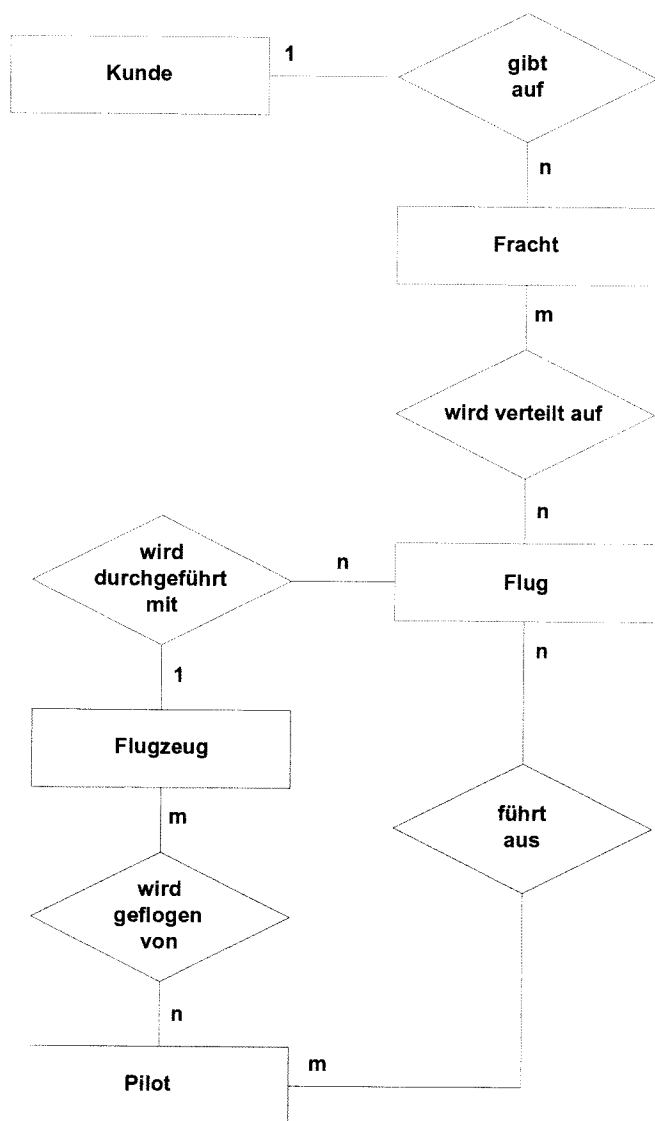 Kunde
1
gibt
auf
n
Fracht
m
wird verteilt auf
n
wird
durchgeführt
mit
n
Flug
n
1
Flugzeug
m
führt
aus
wird
geflogen
von
n
m
Pilot